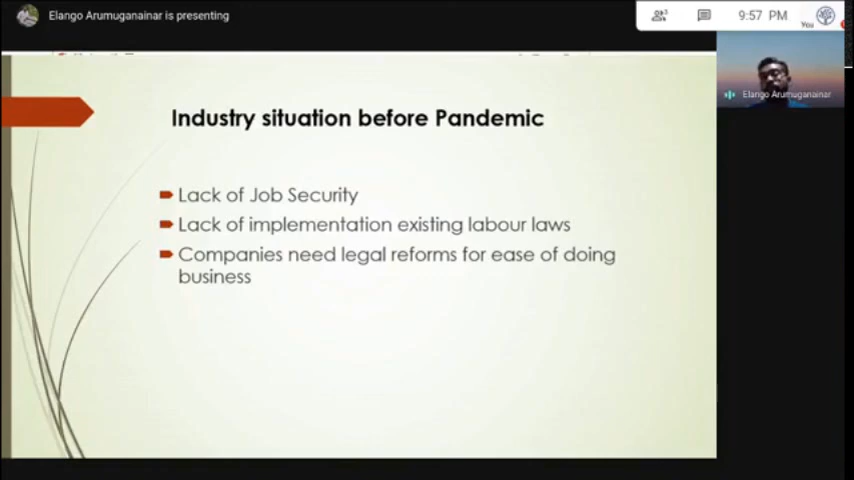 Elango Arumuganainar is presenting
3
9:57 PM
You
Elango Arumuganainar
Industry situation before Pandemic
Lack of Job Security
Lack of implementation existing labour laws
Companies need legal reforms for ease of doing
business